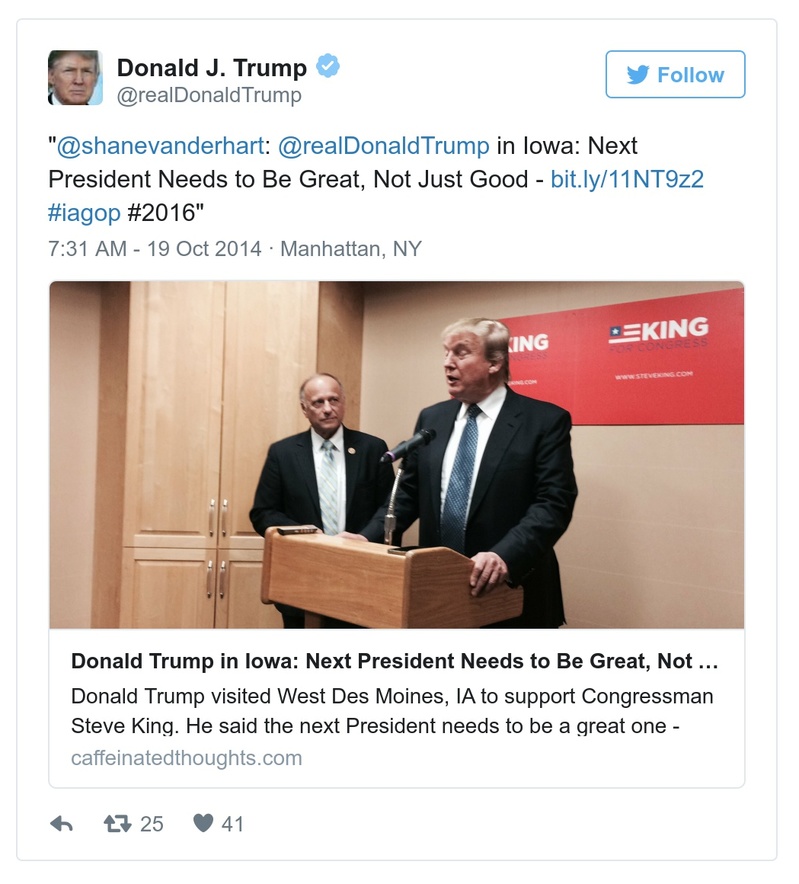 Donald J. Trump
@realDonaldTrump
Follow
"@shanevanderhart: @realDonaldTrump in Iowa: Next
President Needs to Be Great, Not Just Good - bit.ly/11NT9z2
#iagop #2016"
7:31 AM - 19 Oct 2014 · Manhattan, NY
KING
KING
FOR CONGRESS
WWW.STEVEKING.COM
Donald Trump in Iowa: Next President Needs to Be Great, Not …
Donald Trump visited West Des Moines, IA to support Congressman
Steve King. He said the next President needs to be a great one -
caffeinatedthoughts.com
25 41